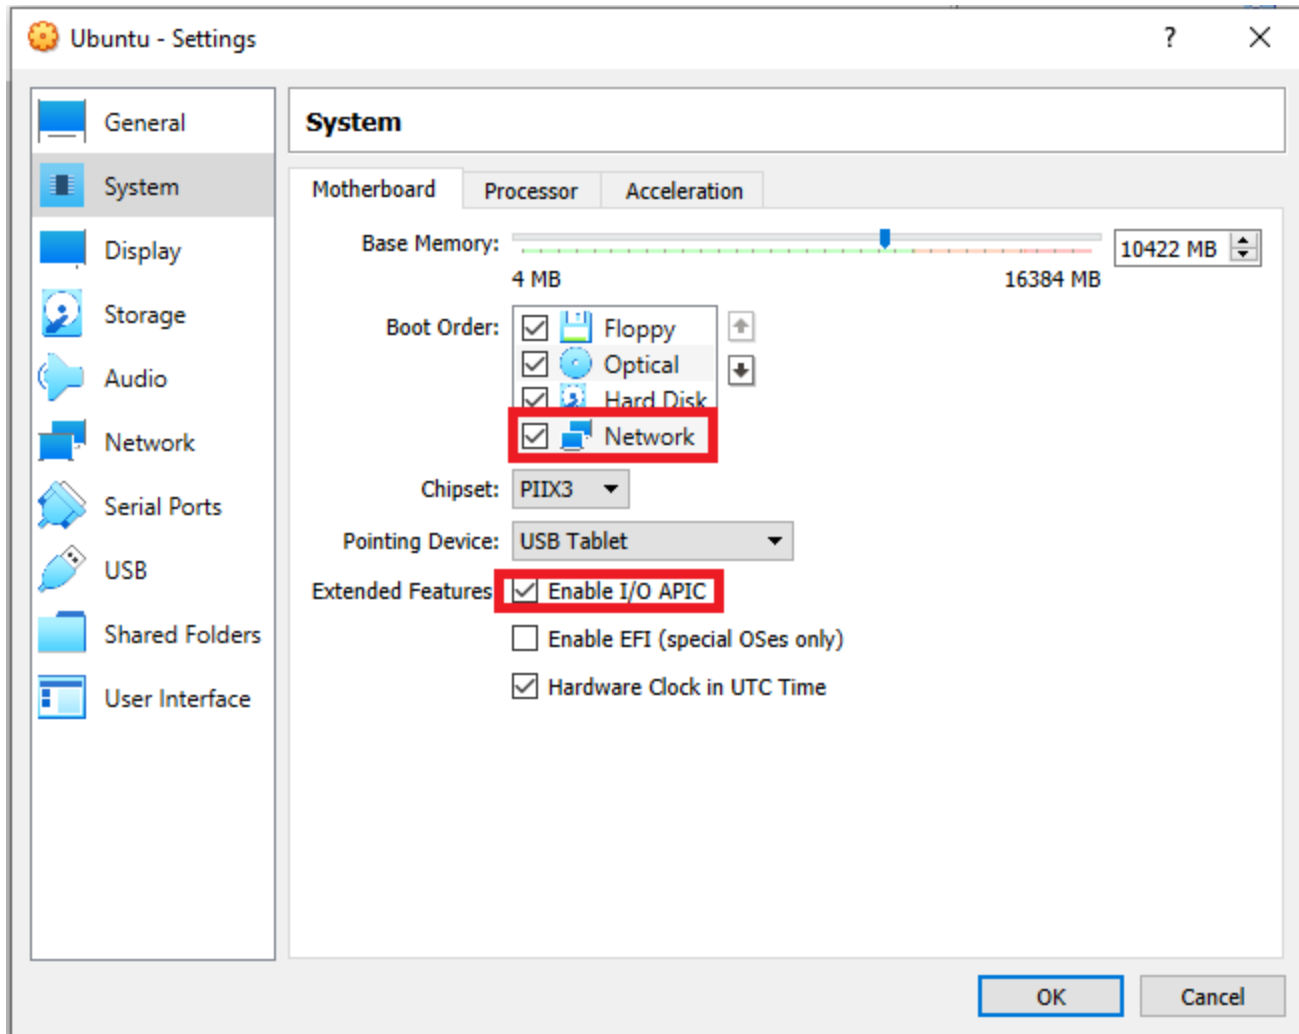 Ubuntu - Settings
?
General
System
Display
Storage
Audio
Network
Serial Ports
USB
Shared Folders
User Interface
System
Motherboard Processor Acceleration
Base Memory: 10422 MB
4 MB 16384 MB
Boot Order: Floppy
Optical
Hard Disk
Network
Chipset: PIIX3
Pointing Device: USB Tablet
Extended Features Enable I/O APIC
Enable EFI (special OSes only)
Hardware Clock in UTC Time
OK Cancel